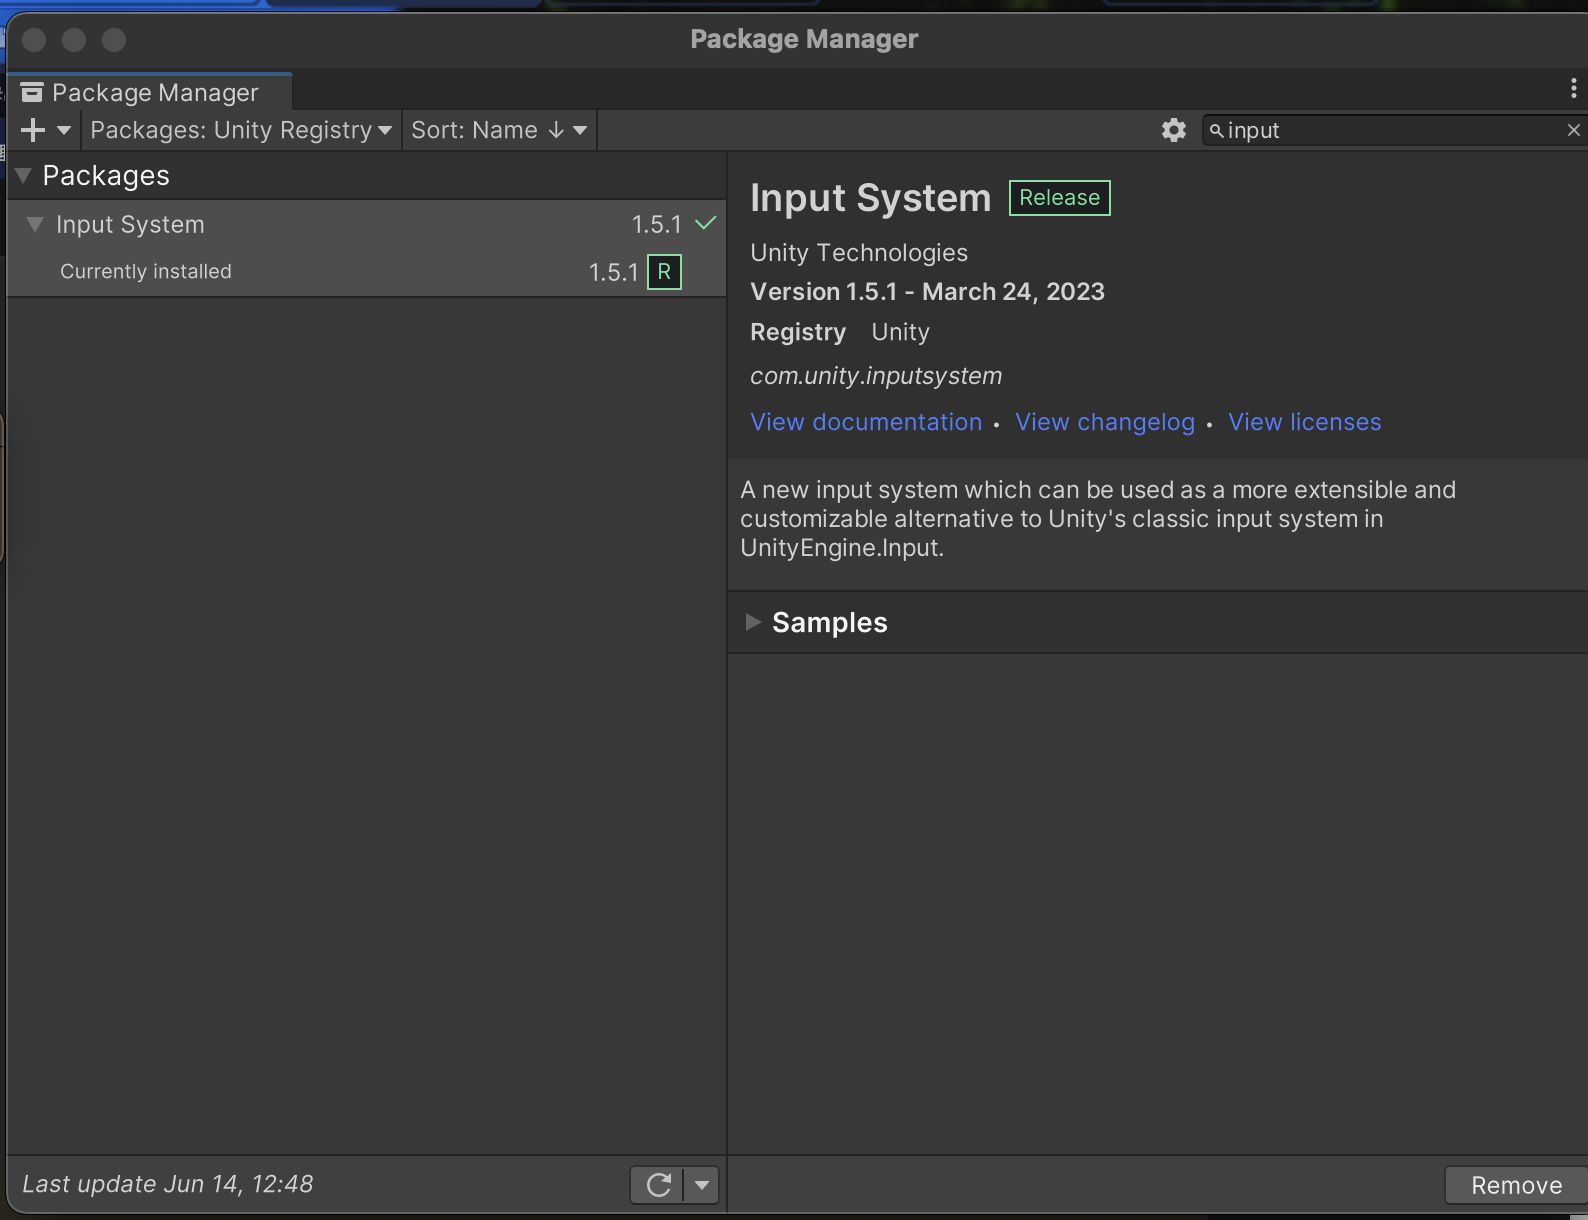 Package Manager
Package Manager
Packages: Unity Registry Sort: Name ↓ input
Packages
Input System 1.5.1
Currently installed 1.5.1 R
Input System Release
Unity Technologies
Version 1.5.1 - March 24, 2023
Registry Unity
com.unity.inputsystem
View documentation • View changelog • View licenses
A new input system which can be used as a more extensible and
customizable alternative to Unity's classic input system in
UnityEngine.Input.
Samples
Last update Jun 14, 12:48
Remove